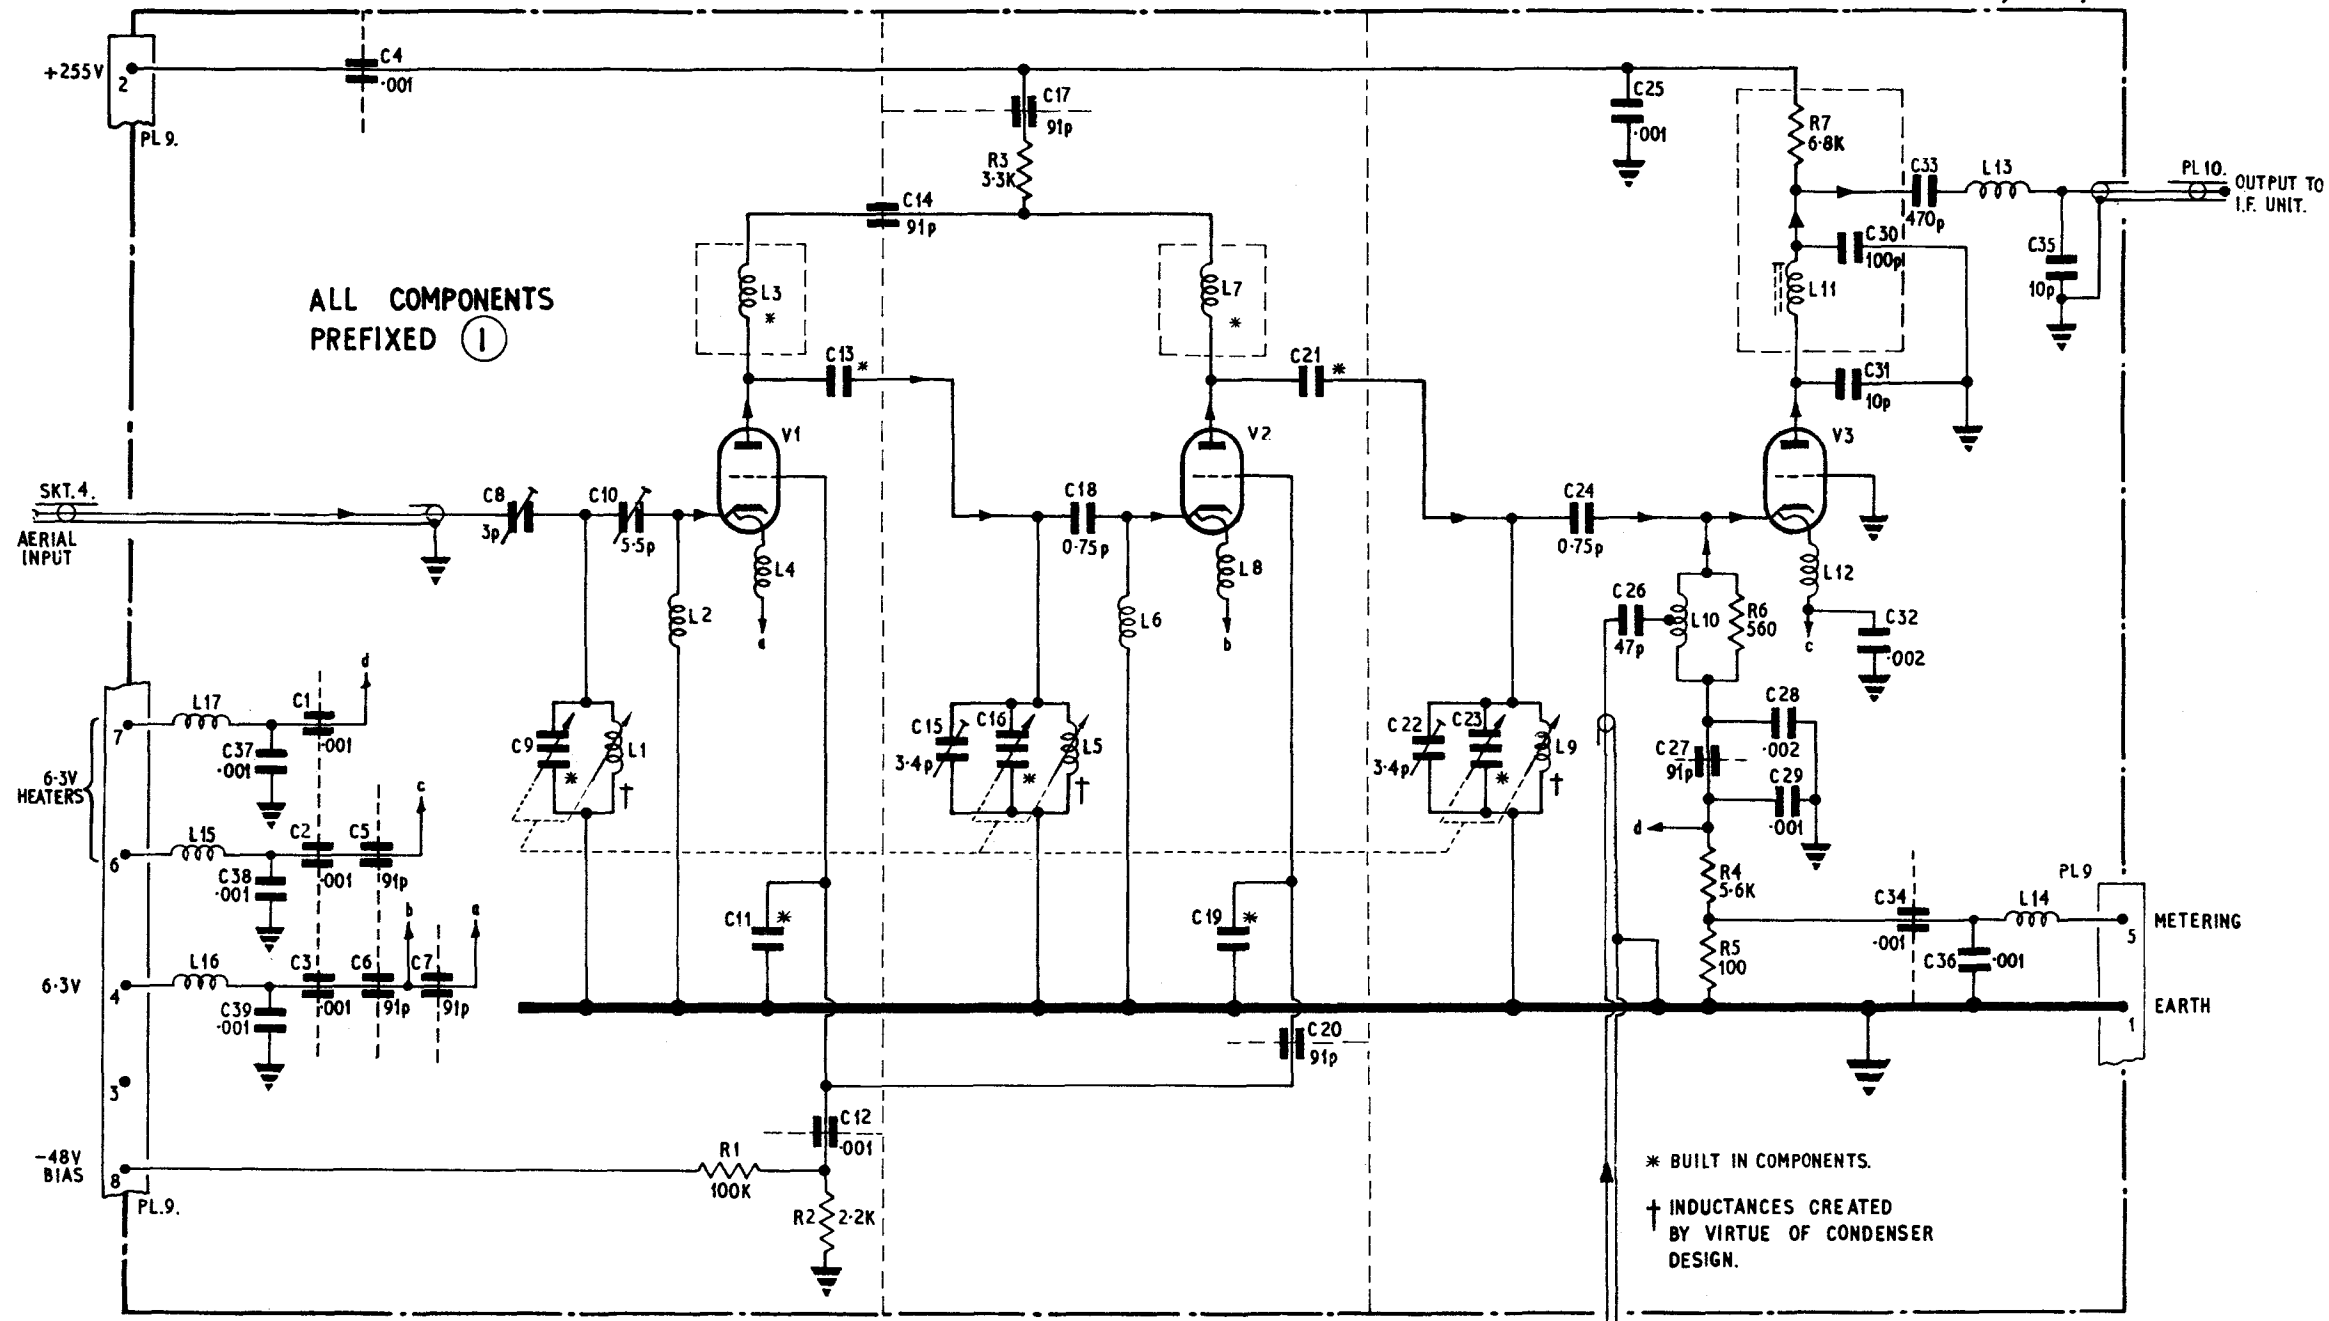 +255V
2
PL 9.
C4
·001
C17
91p
R3
3·3K
C14
91p
C25
·001
R7
6·8K
C33
470p
L13
PL 10.
OUTPUT TO
I.F. UNIT.
C30
100p
C35
10p
L11
C31
10p
ALL COMPONENTS
PREFIXED 1
L3
*
L7
*
C13 *
C21 *
V1
V2
V3
SKT. 4.
AERIAL
INPUT
C8
3p
C10
5·5p
C18
0·75p
C24
0·75p
L4
a
L8
b
L12
c
C32
·002
L2
L6
C26
47p
L10
R6
560
d
L17
C1
·001
7
C37
·001
6·3V
HEATERS
C9
*
L1
†
C15
3·4p
C16
*
L5
†
C22
3·4p
C23
*
L9
†
C28
·002
C27
91p
C29
·001
d
c
L15
6
C2
·001
C5
91p
C38
·001
R4
5·6K
b
a
L16
6·3V
4
C3
·001
C6
91p
C7
91p
C39
·001
C11 *
C19 *
R5
100
C34
·001
C36
·001
L14
PL 9
5
METERING
1
EARTH
C20
91p
3
C12
·001
-48V
BIAS
8
PL.9.
R1
100K
R2
2·2K
* BUILT IN COMPONENTS.
† INDUCTANCES CREATED
BY VIRTUE OF CONDENSER
DESIGN.